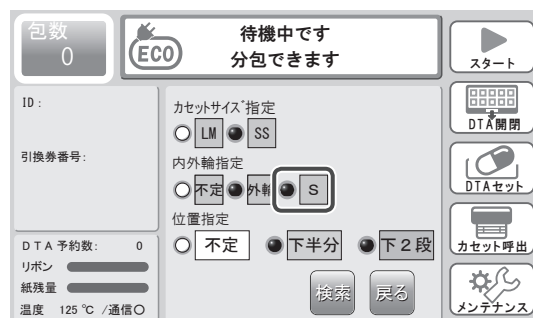 包数
0
ECO
待機中です
分包できます
スタート
ID :
引換券番号:
DTA予約数: 0
リボン
紙残量
温度 125 ℃ /通信○
カセットサイズ指定
LM SS
内外輪指定
不定 外輪 S
位置指定
不定 下半分 下2段
検索 戻る
DTA開閉
DTAセット
カセット呼出
メンテナンス